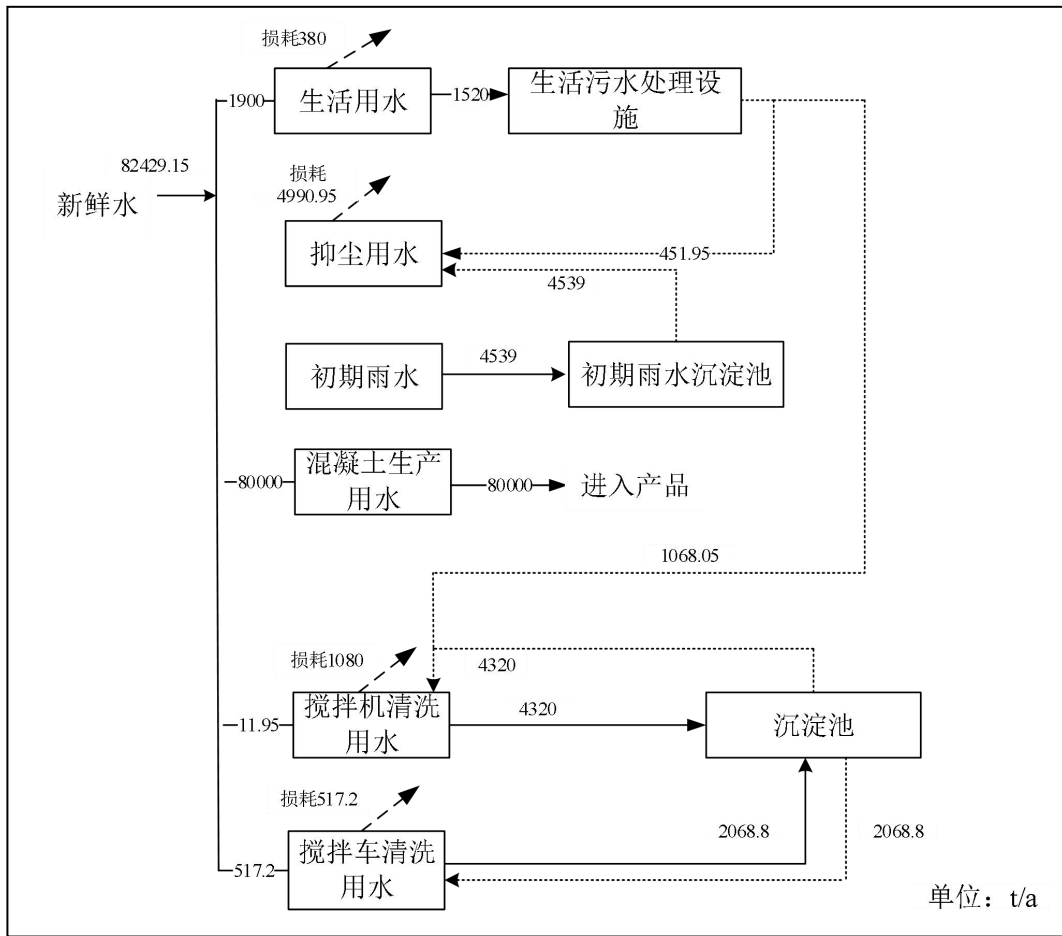 损耗380
1900
生活用水
1520
生活污水处理设
施
82429.15
新鲜水
损耗
4990.95
抑尘用水
451.95
4539
初期雨水
4539
初期雨水沉淀池
混凝土生产
用水
80000
80000
进入产品
1068.05
损耗1080
4320
11.95
搅拌机清洗
用水
4320
沉淀池
损耗517.2
2068.8
2068.8
517.2
搅拌车清洗
用水
单位：t/a